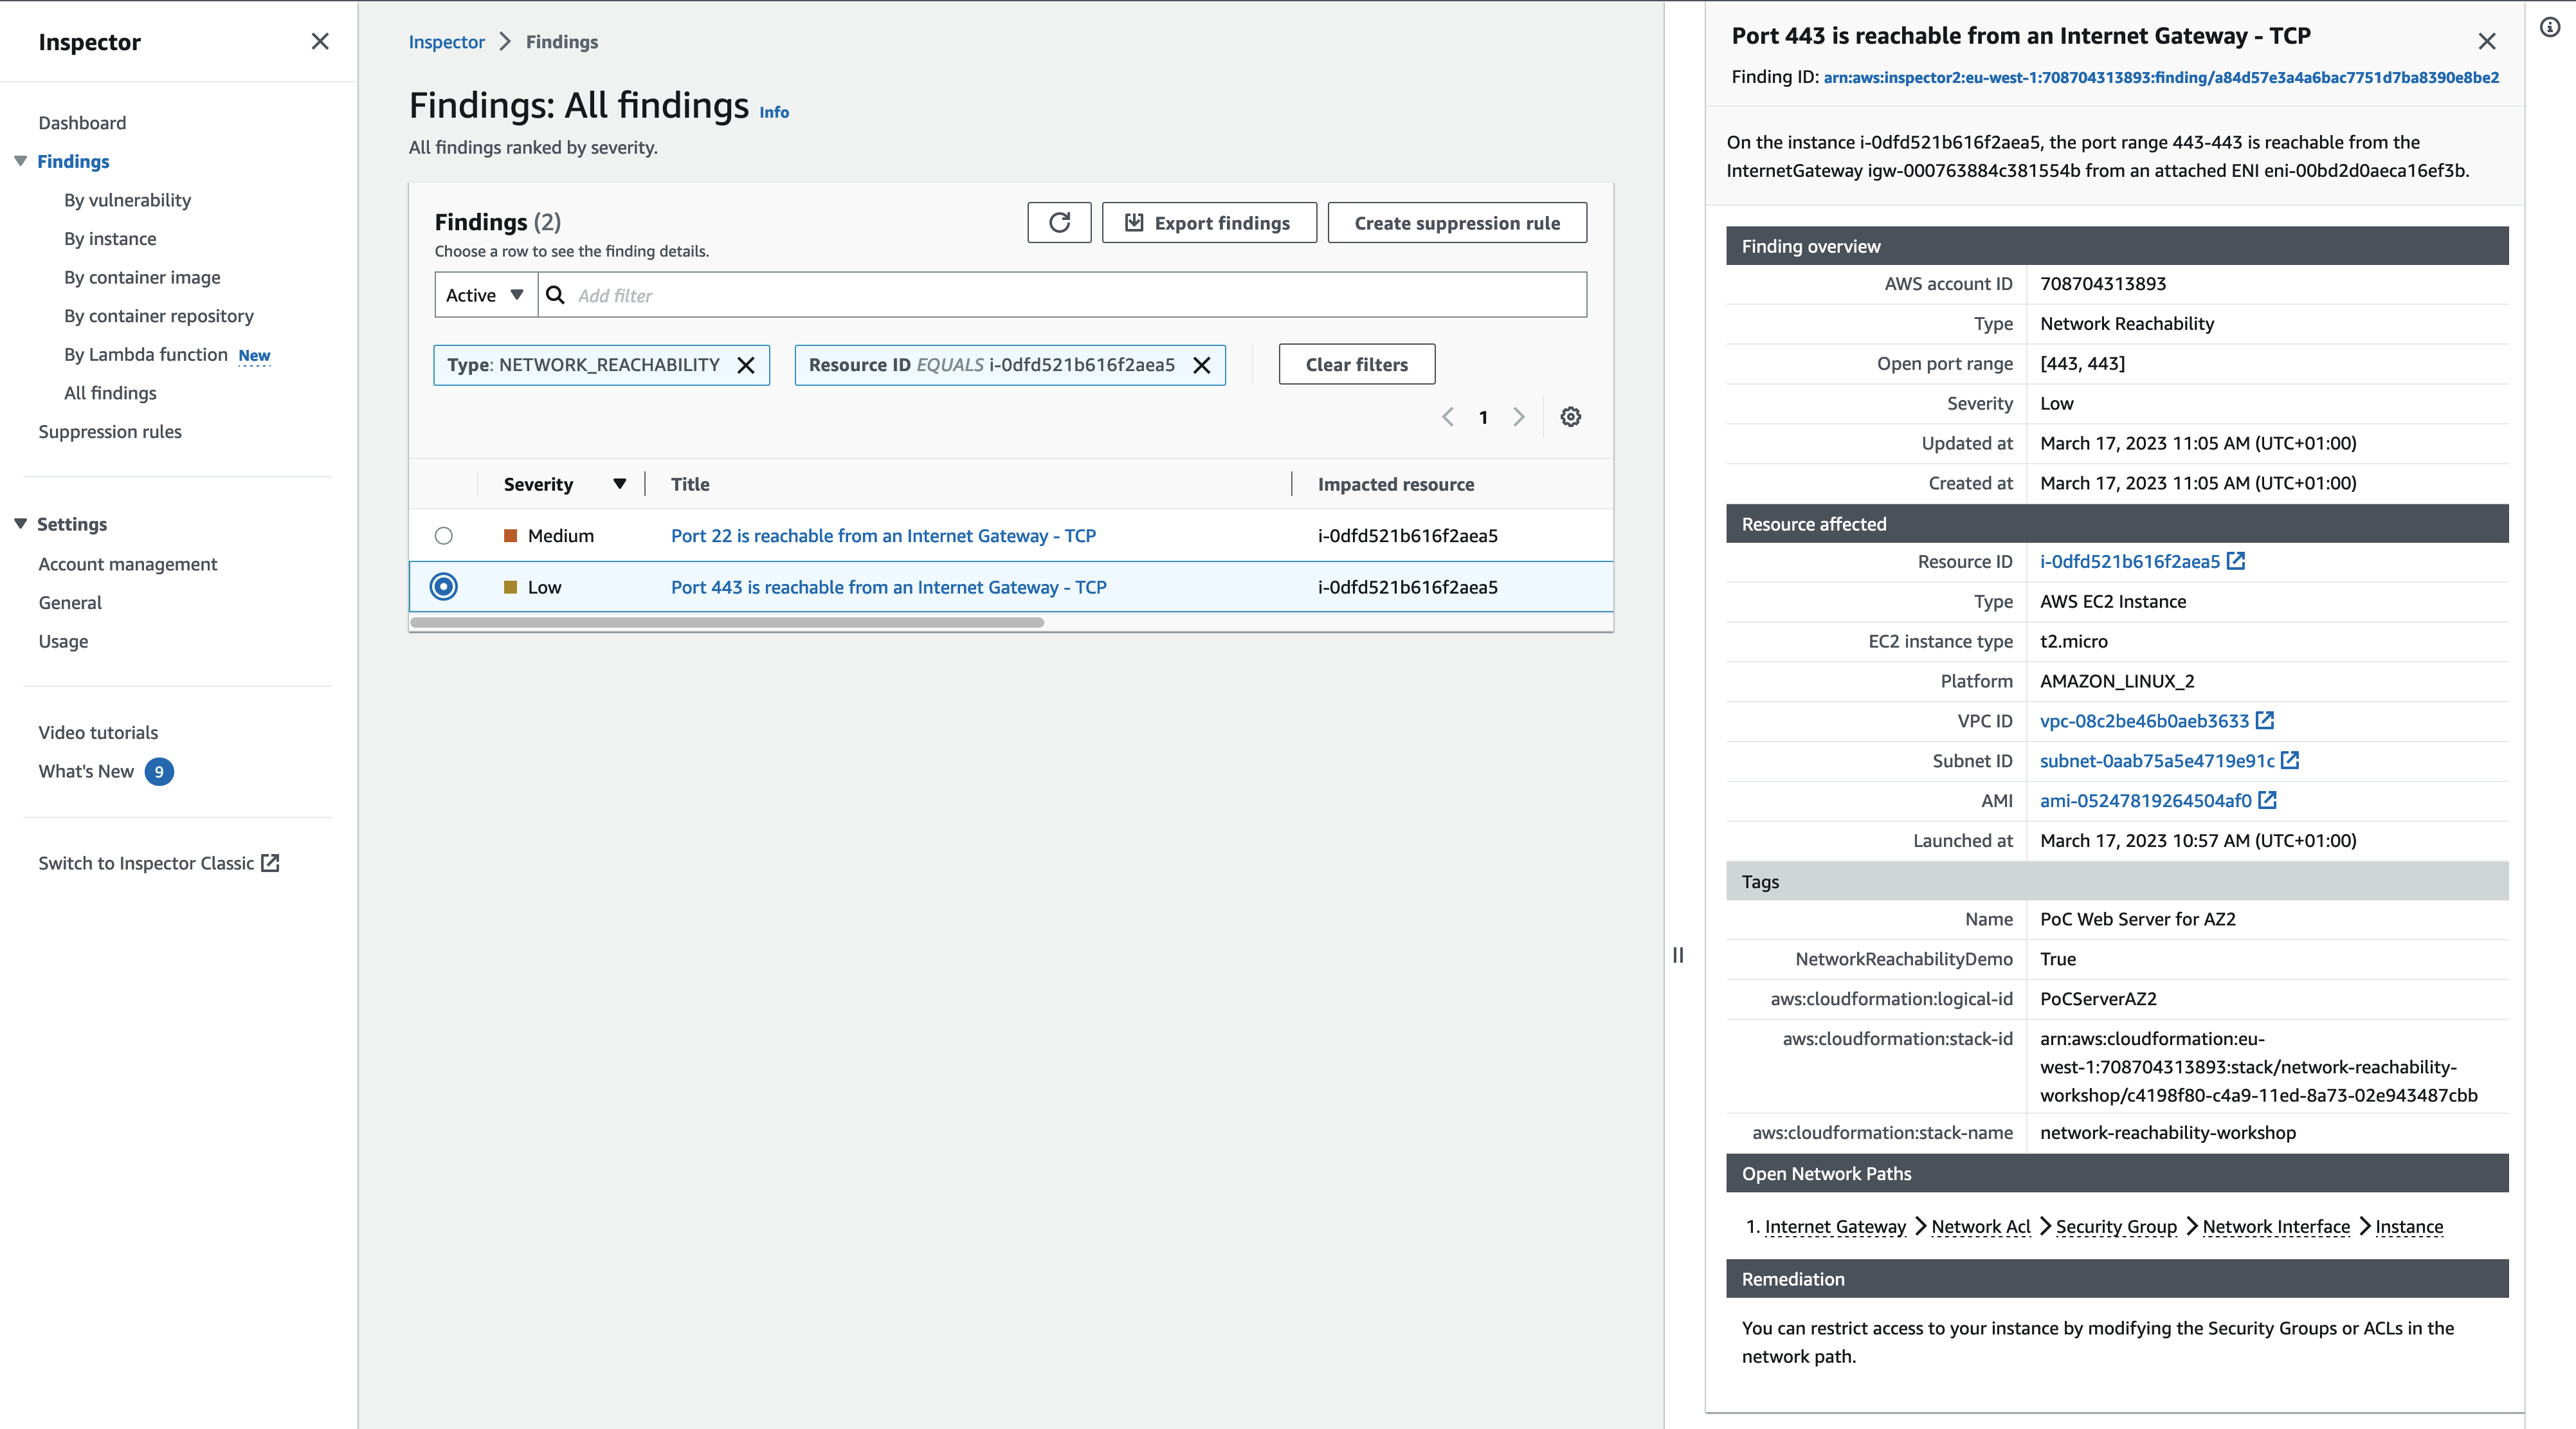 Inspector
Dashboard
Findings
By vulnerability
By instance
By container image
By container repository
By Lambda function New
All findings
Suppression rules
Settings
Account management
General
Usage
Video tutorials
What's New 9
Switch to Inspector Classic
Inspector > Findings
Findings: All findings Info
All findings ranked by severity.
Findings (2)
Choose a row to see the finding details.
Export findings
Create suppression rule
Active
Add filter
Type: NETWORK_REACHABILITY
Resource ID EQUALS i-0dfd521b616f2aea5
Clear filters
1
Severity Title Impacted resource
Medium Port 22 is reachable from an Internet Gateway - TCP i-0dfd521b616f2aea5
Low Port 443 is reachable from an Internet Gateway - TCP i-0dfd521b616f2aea5
Port 443 is reachable from an Internet Gateway - TCP
Finding ID: arn:aws:inspector2:eu-west-1:708704313893:finding/a84d57e3a4a6bac7751d7ba8390e8be2
On the instance i-0dfd521b616f2aea5, the port range 443-443 is reachable from the
InternetGateway igw-000763884c381554b from an attached ENI eni-00bd2d0aeca16ef3b.
Finding overview
AWS account ID 708704313893
Type Network Reachability
Open port range [443, 443]
Severity Low
Updated at March 17, 2023 11:05 AM (UTC+01:00)
Created at March 17, 2023 11:05 AM (UTC+01:00)
Resource affected
Resource ID i-0dfd521b616f2aea5
Type AWS EC2 Instance
EC2 instance type t2.micro
Platform AMAZON_LINUX_2
VPC ID vpc-08c2be46b0aeb3633
Subnet ID subnet-0aab75a5e4719e91c
AMI ami-05247819264504af0
Launched at March 17, 2023 10:57 AM (UTC+01:00)
Tags
Name PoC Web Server for AZ2
NetworkReachabilityDemo True
aws:cloudformation:logical-id PoCServerAZ2
aws:cloudformation:stack-id arn:aws:cloudformation:eu-
west-1:708704313893:stack/network-reachability-
workshop/c4198f80-c4a9-11ed-8a73-02e943487cbb
aws:cloudformation:stack-name network-reachability-workshop
Open Network Paths
1. Internet Gateway > Network Acl > Security Group > Network Interface > Instance
Remediation
You can restrict access to your instance by modifying the Security Groups or ACLs in the
network path.